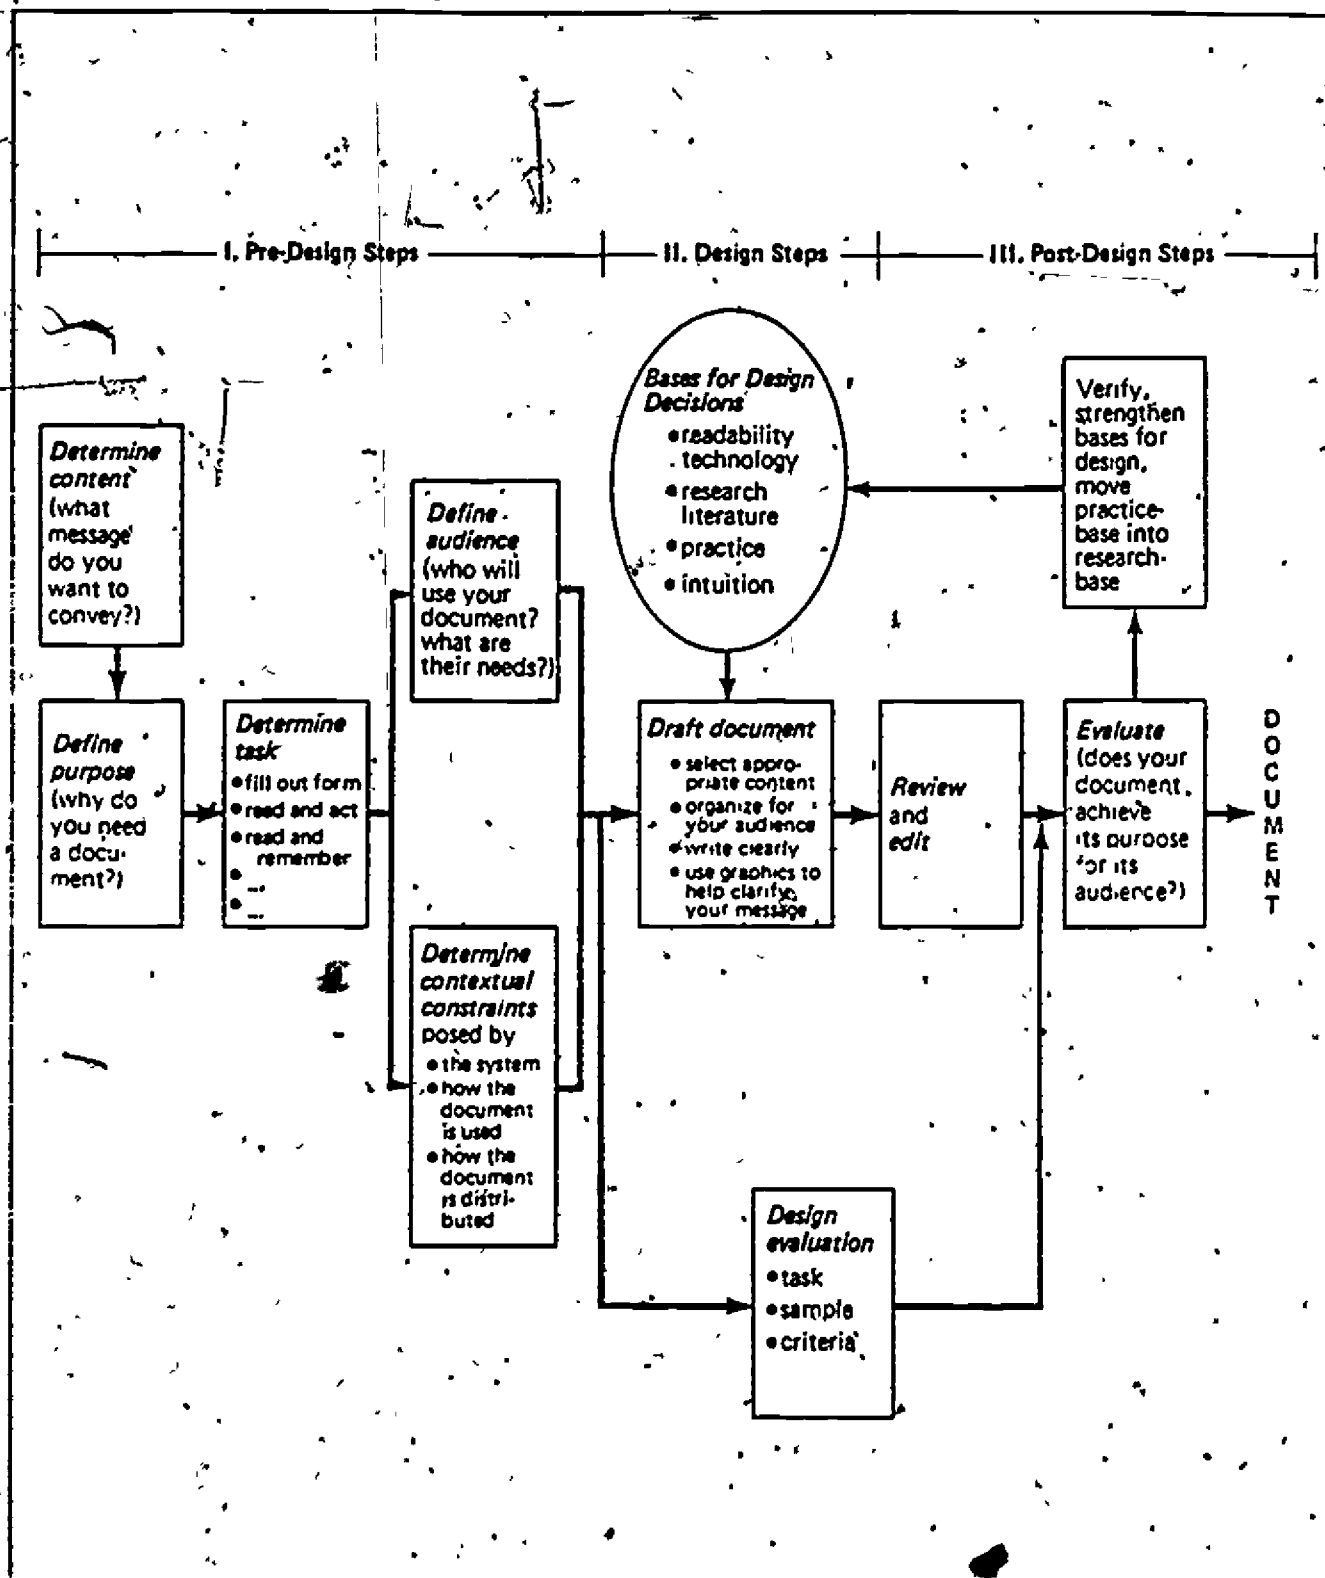 I. Pre-Design Steps
II. Design Steps
III. Post-Design Steps
Determine
content
(what
message
do you
want to
convey?)
Define
purpose
(why do
you need
a docu-
ment?)
Determine
task
• fill out form
• read and act
• read and
remember
• ...
• ...
Define
audience
(who will
use your
document?
what are
their needs?)
Determine
contextual
constraints
posed by
• the system
• how the
document
is used
• how the
document
is distri-
buted
Bases for Design
Decisions
• readability
technology
• research
literature
• practice
• intuition
Draft document
• select appro-
priate content
• organize for
your audience
• write clearly
• use graphics to
help clarify
your message
Design
evaluation
• task
• sample
• criteria
Review
and
edit
Verify,
strengthen
bases for
design,
move
practice-
base into
research-
base
Evaluate
(does your
document
achieve
its purpose
for its
audience?)
DOCUMENT